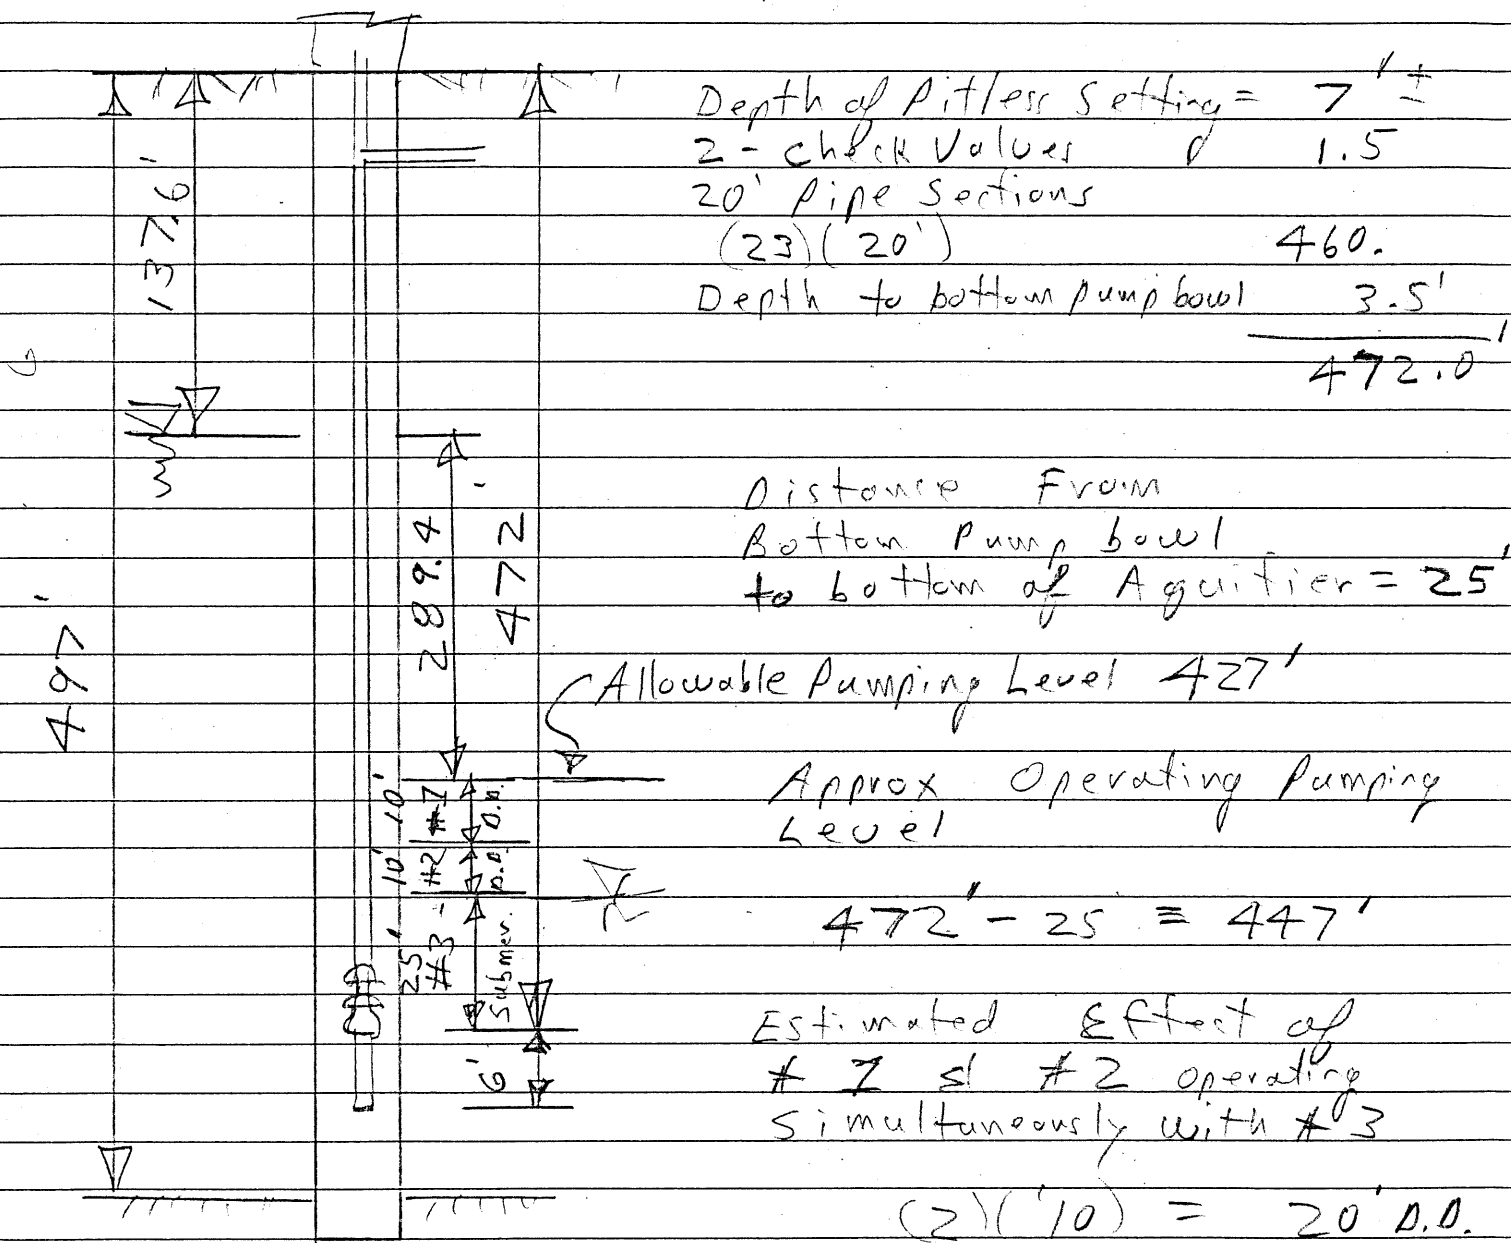 Depth of Pitless Setting = 7' ±
2 - Check Valves 1.5
20' Pipe Sections
(23)(20') 460.
Depth to bottom pump bowl 3.5'
472.0'
137.6'
Distance From
Bottom Pump bowl
to bottom of Aquitier = 25'
289.4'
472
497'
Allowable Pumping Level 427'
Approx Operating Pumping
Level
10' #1 D.D.
10' #2 D.D.
472' - 25 = 447'
25' #3 - Submer.
6'
Estimated Effect of
# 1 & # 2 operating
Simultaneously with # 3
(2)('10) = 20' D.D.